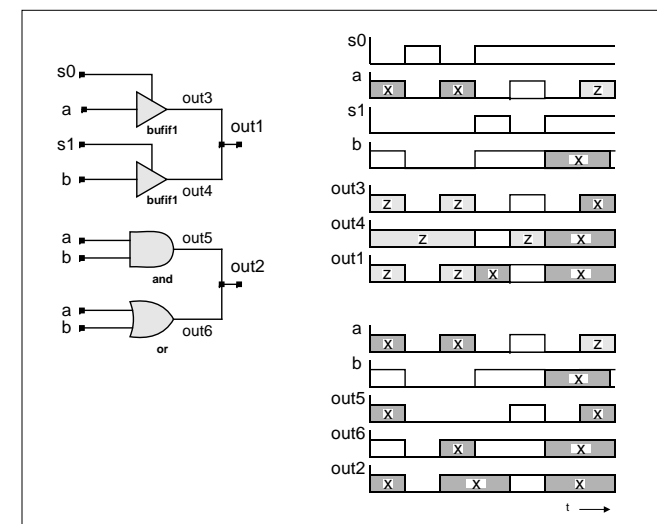 s0
a
out3
bufif1
out1
s1
b
out4
bufif1
a
b
out5
and
out2
a
b
out6
or
s0
a X X Z
s1
b X
out3 Z Z X
out4 Z Z X
out1 Z Z X X
a X X Z
b X
out5 X X
out6 X X
out2 X X X
t